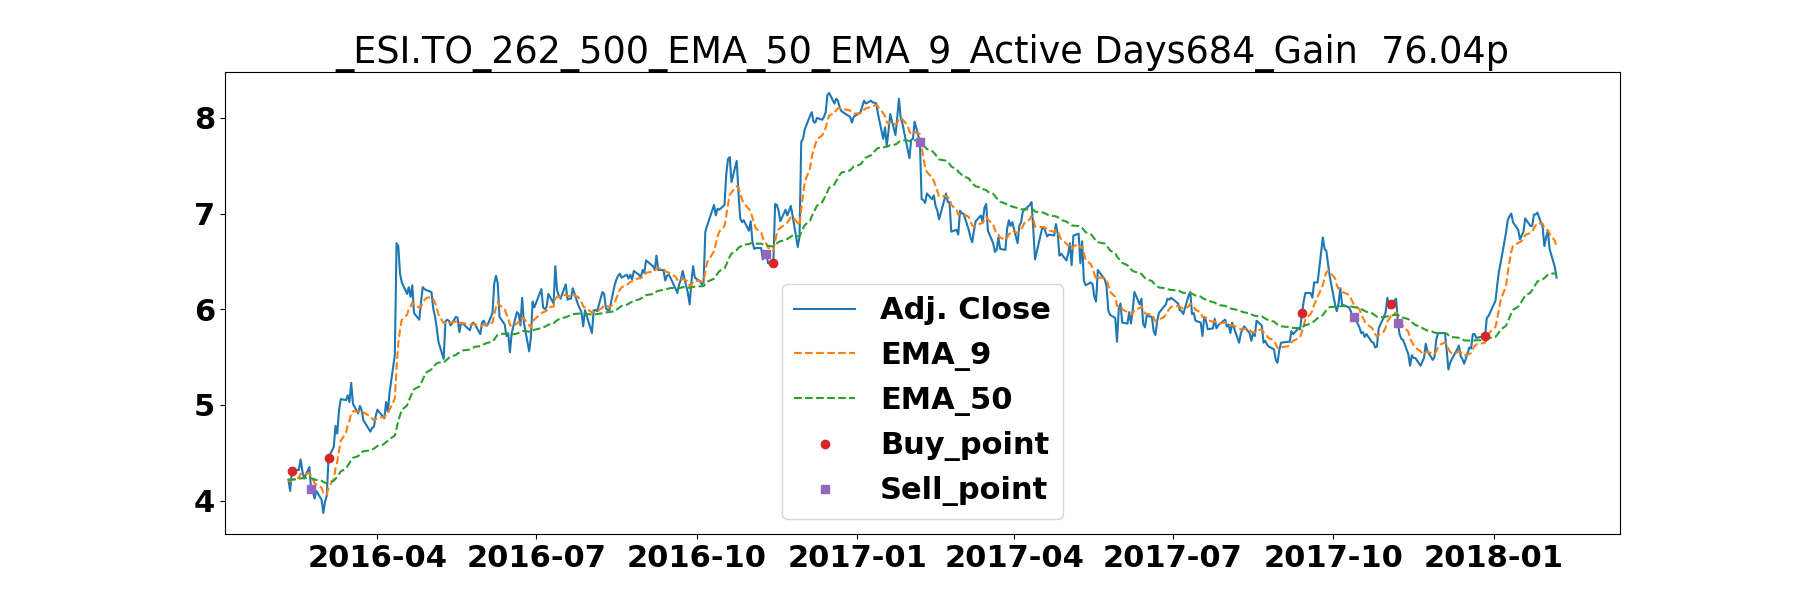 _ESI.TO_262_500_EMA_50_EMA_9_Active Days684_Gain  76.04p
8
7
6
5
4
Adj. Close
EMA_9
EMA_50
Buy_point
Sell_point
2016-04 2016-07 2016-10 2017-01 2017-04 2017-07 2017-10 2018-01